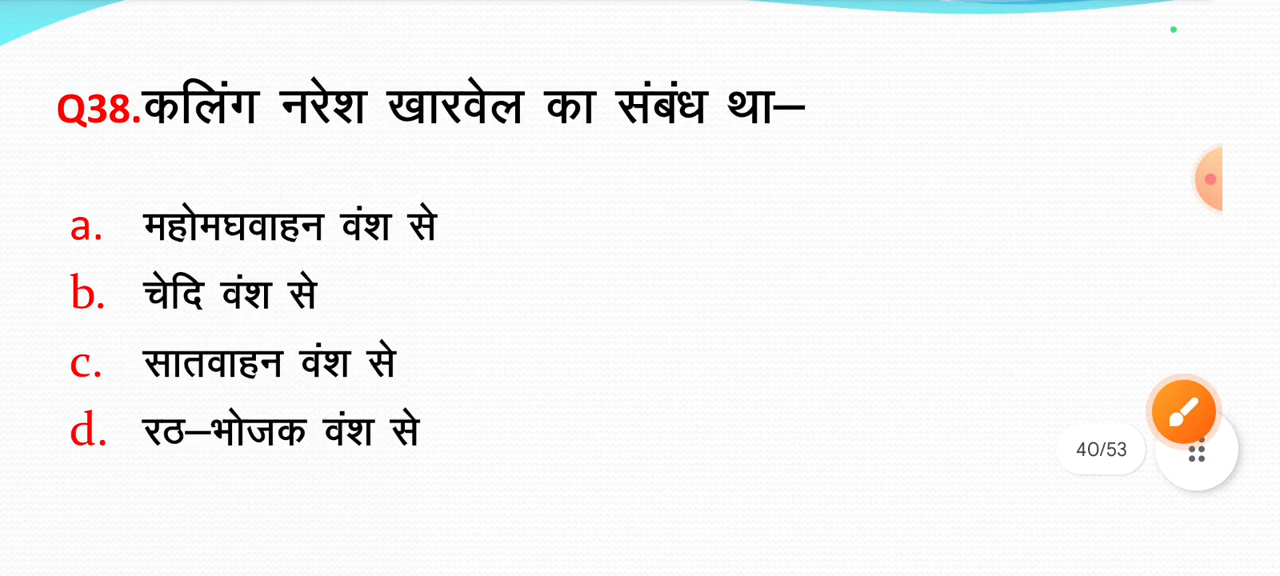 Q38.कलिंग नरेश खारवेल का संबंध था—
a. महोमघवाहन वंश से
b. चेदि वंश से
c. सातवाहन वंश से
d. रठ—भोजक वंश से
40/53